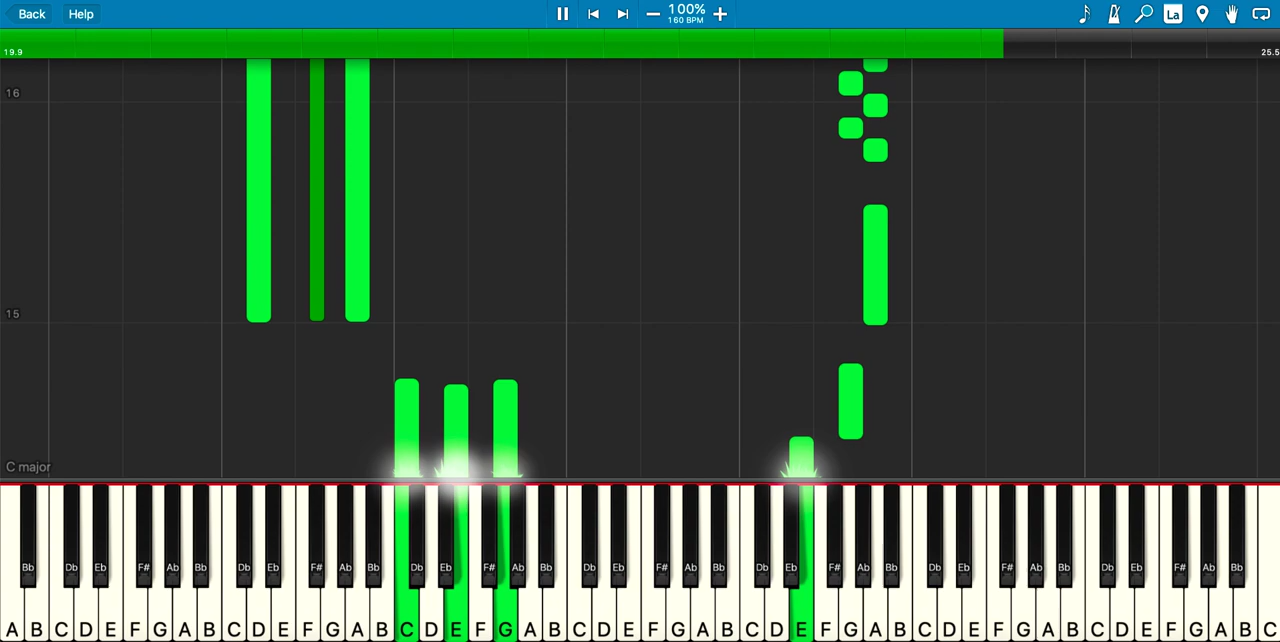 Back Help 100% La
160 BPM
19.9 25.5
16
15
C major
Bb Db Eb F# Ab Bb Db Eb F# Ab Bb Db Eb F# Ab Bb Db Eb F# Ab Bb Db Eb F# Ab Bb Db Eb F# Ab Bb Db Eb F# Ab Bb
A B C D E F G A B C D E F G A B C D E F G A B C D E F G A B C D E F G A B C D E F G A B C D E F G A B C